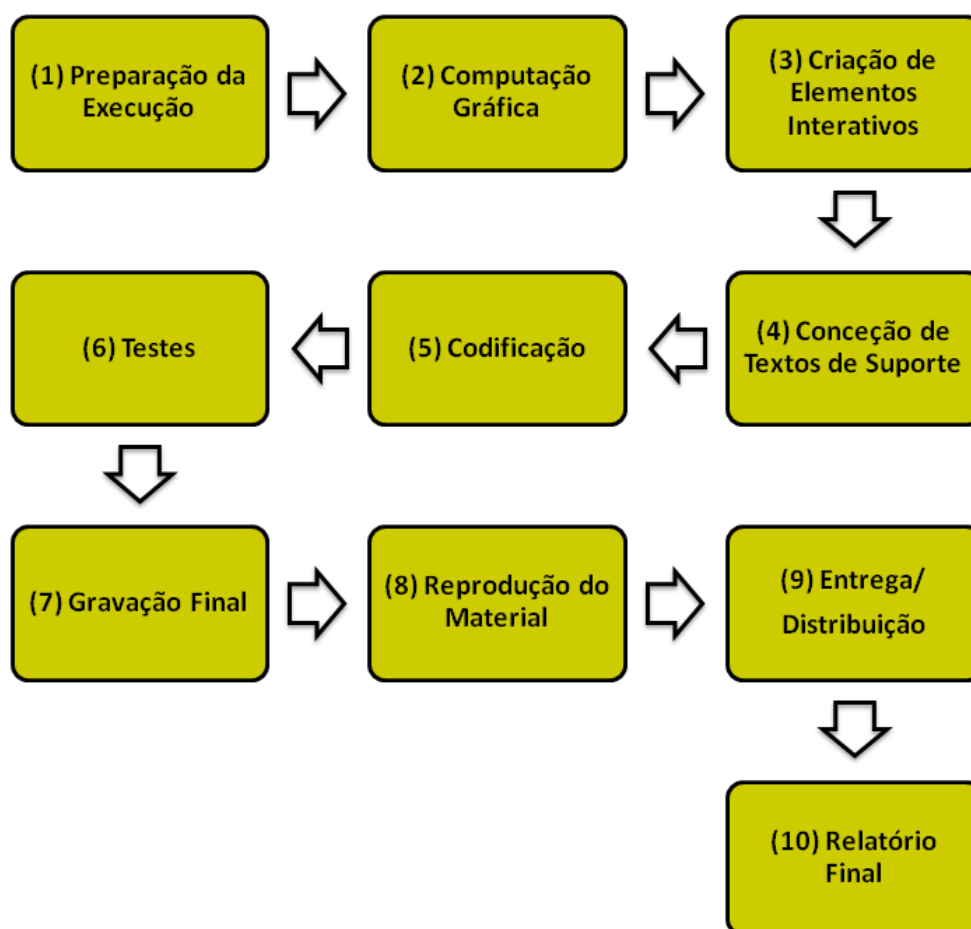 (1) Preparação da
Execução
(2) Computação
Gráfica
(3) Criação de
Elementos
Interativos
(4) Conceção de
Textos de Suporte
(5) Codificação
(6) Testes
(7) Gravação Final
(8) Reprodução do
Material
(9) Entrega/
Distribuição
(10) Relatório
Final